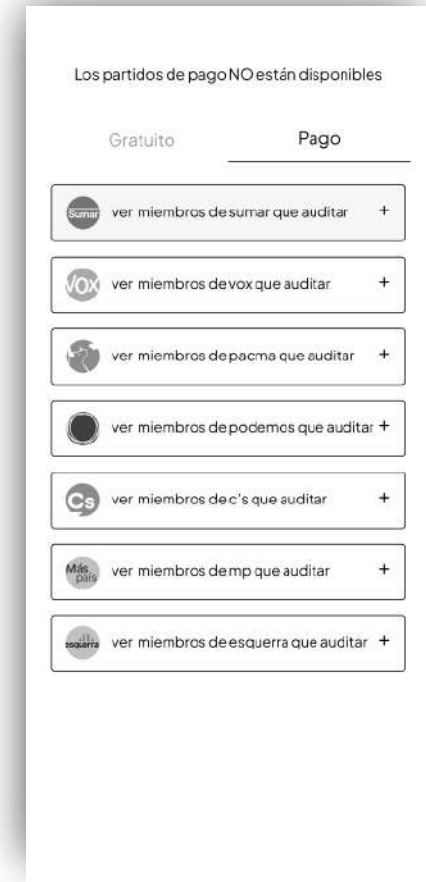 Los partidos de pago NO están disponibles
Gratuito
Pago
Sumar
ver miembros de sumar que auditar
+
VOX
ver miembros de vox que auditar
+
ver miembros de pacma que auditar
+
ver miembros de podemos que auditar
+
Cs
ver miembros de c's que auditar
+
Más
país
ver miembros de mp que auditar
+
esquerra
ver miembros de esquerra que auditar
+